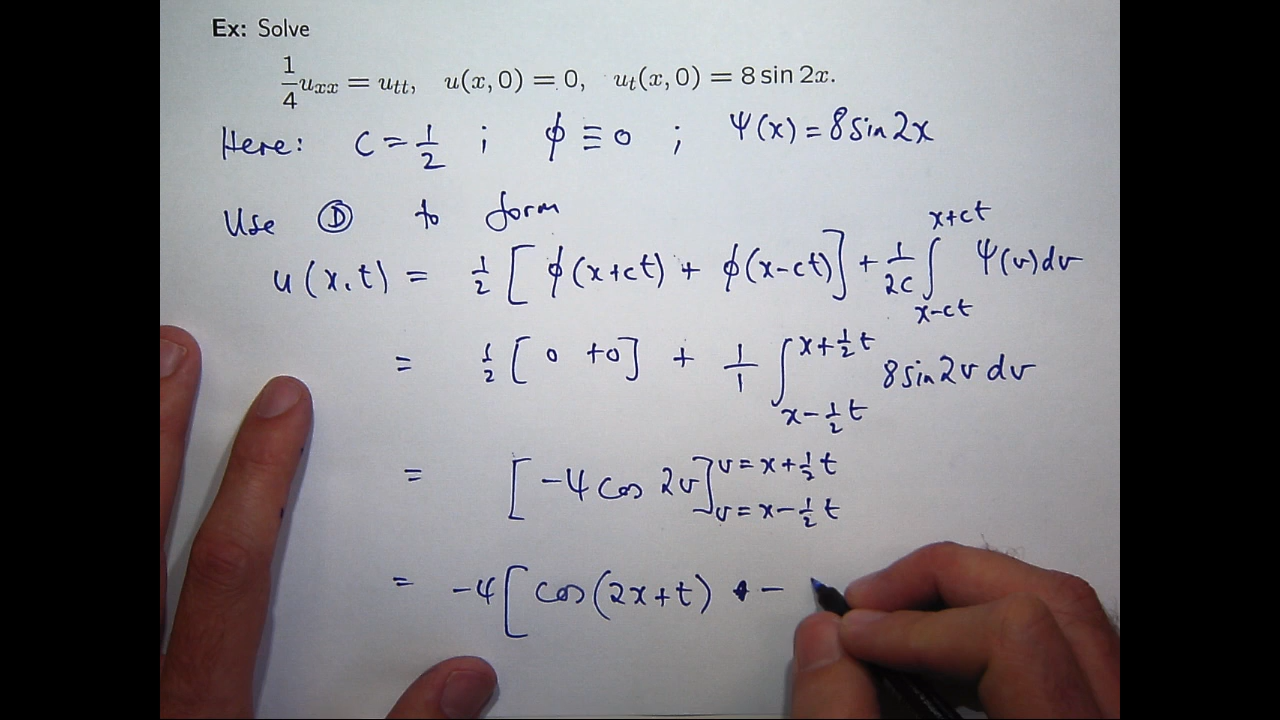 Ex: Solve
1/4 u_xx = u_tt, u(x, 0) = 0, u_t(x, 0) = 8 sin 2x.
Here: c = 1/2 ; ϕ ≡ 0 ; Ψ(x) = 8 sin 2x
Use Ⓓ to form
u(x,t) = 1/2 [ϕ(x+ct) + ϕ(x-ct)] + 1/2c ∫_{x-ct}^{x+ct} Ψ(v)dv
= 1/2 [0 + 0] + 1/1 ∫_{x-1/2 t}^{x+1/2 t} 8 sin 2v dv
= [-4 cos 2v]_{v = x-1/2 t}^{v = x+1/2 t}
= -4 [cos(2x+t) -